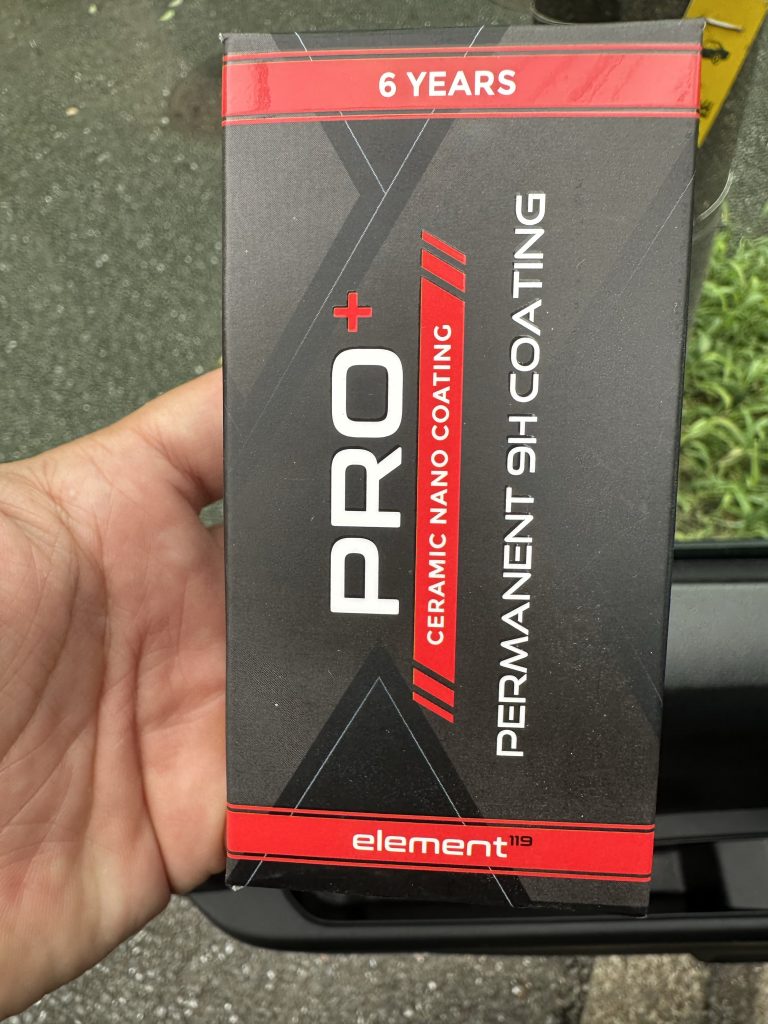 6 YEARS
PRO+
CERAMIC NANO COATING
PERMANENT 9H COATING
element119